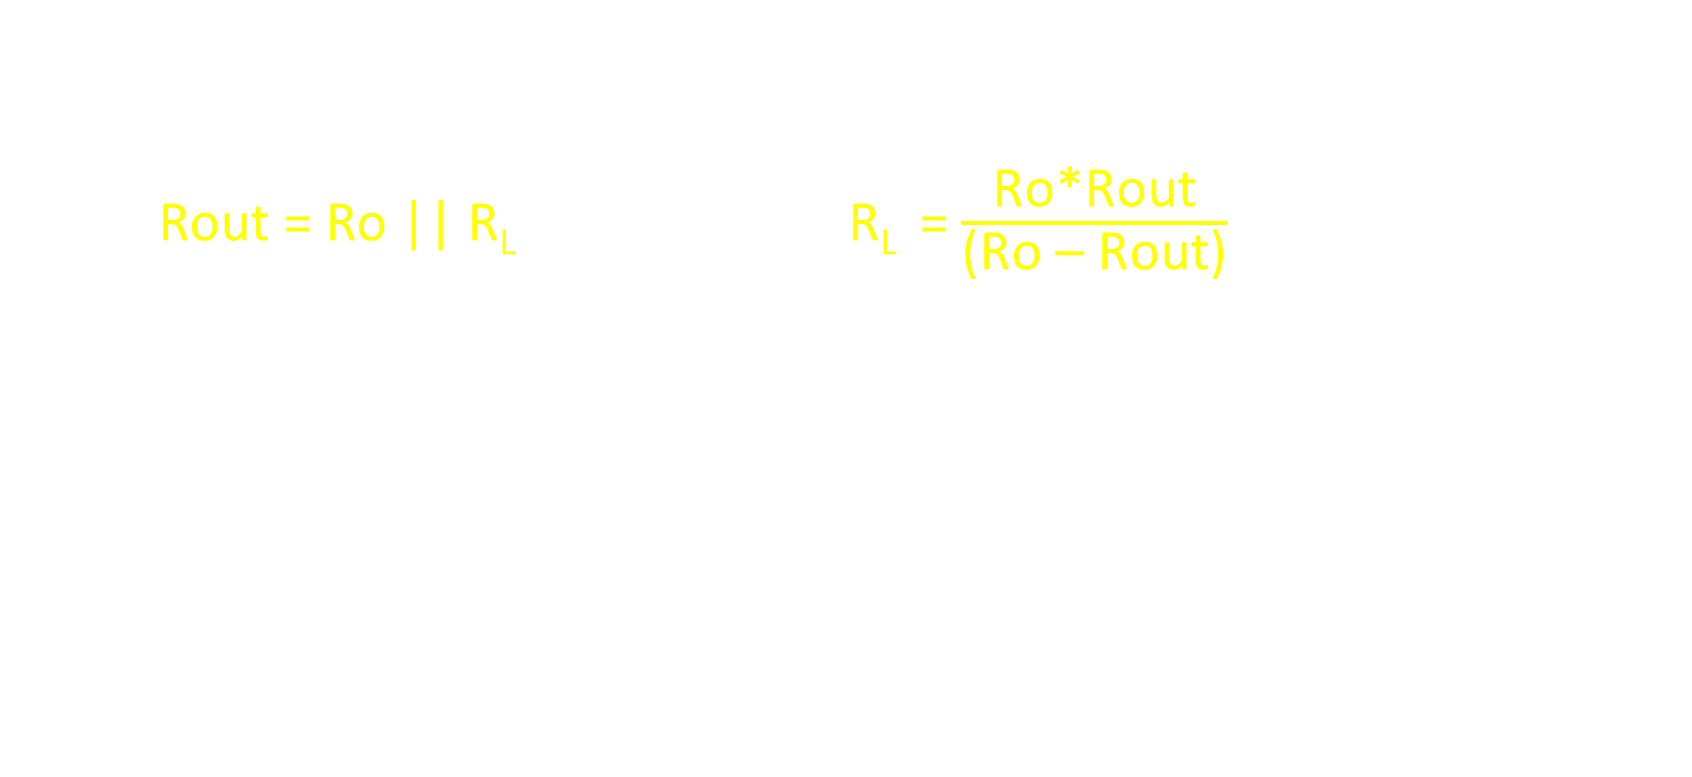 Rout = Ro || RL
RL = Ro*Rout
(Ro – Rout)